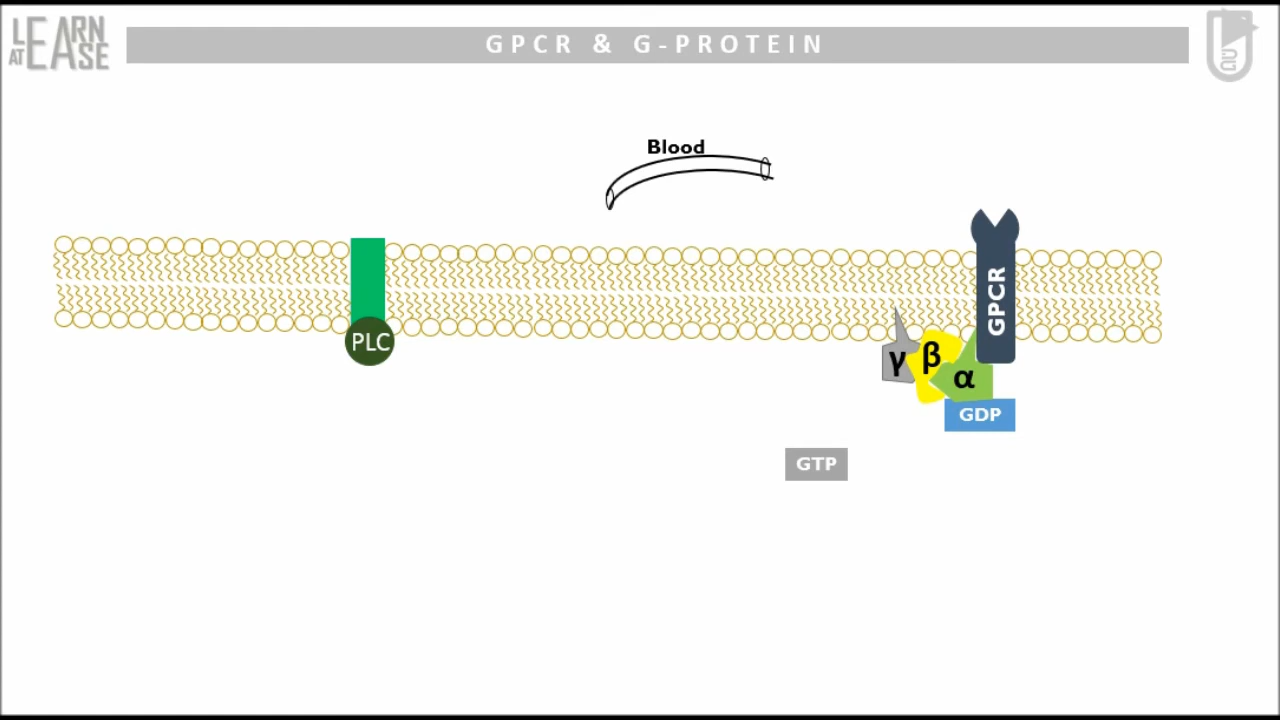 LEARN
AT EASE
GPCR & G-PROTEIN
Blood
GPCR
PLC
γ
β
α
GDP
GTP